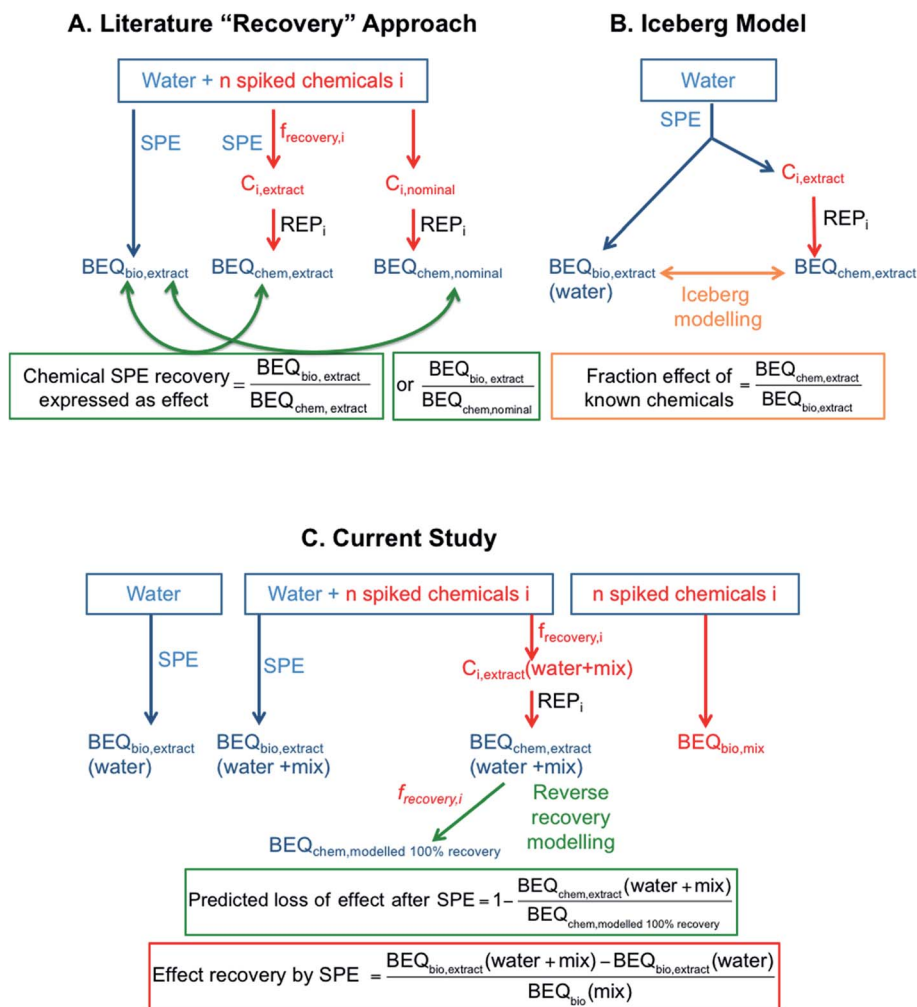 A. Literature “Recovery” Approach
Water + n spiked chemicals i
SPE
SPE
f_recovery,i
C_i,extract
C_i,nominal
REP_i
REP_i
BEQ_bio,extract
BEQ_chem,extract
BEQ_chem,nominal
Chemical SPE recovery expressed as effect = BEQ_bio, extract / BEQ_chem, extract
or BEQ_bio, extract / BEQ_chem,nominal
B. Iceberg Model
Water
SPE
C_i,extract
REP_i
BEQ_bio,extract
(water)
BEQ_chem,extract
Iceberg
modelling
Fraction effect of known chemicals = BEQ_chem,extract / BEQ_bio,extract
C. Current Study
Water
Water + n spiked chemicals i
n spiked chemicals i
SPE
SPE
f_recovery,i
C_i,extract(water+mix)
REP_i
BEQ_bio,extract
(water)
BEQ_bio,extract
(water +mix)
BEQ_chem,extract
(water +mix)
BEQ_bio,mix
f_recovery,i
Reverse
recovery
modelling
BEQ_chem,modelled 100% recovery
Predicted loss of effect after SPE = 1 − BEQ_chem,extract(water + mix) / BEQ_chem,modelled 100% recovery
Effect recovery by SPE = BEQ_bio,extract(water + mix) − BEQ_bio,extract(water) / BEQ_bio(mix)